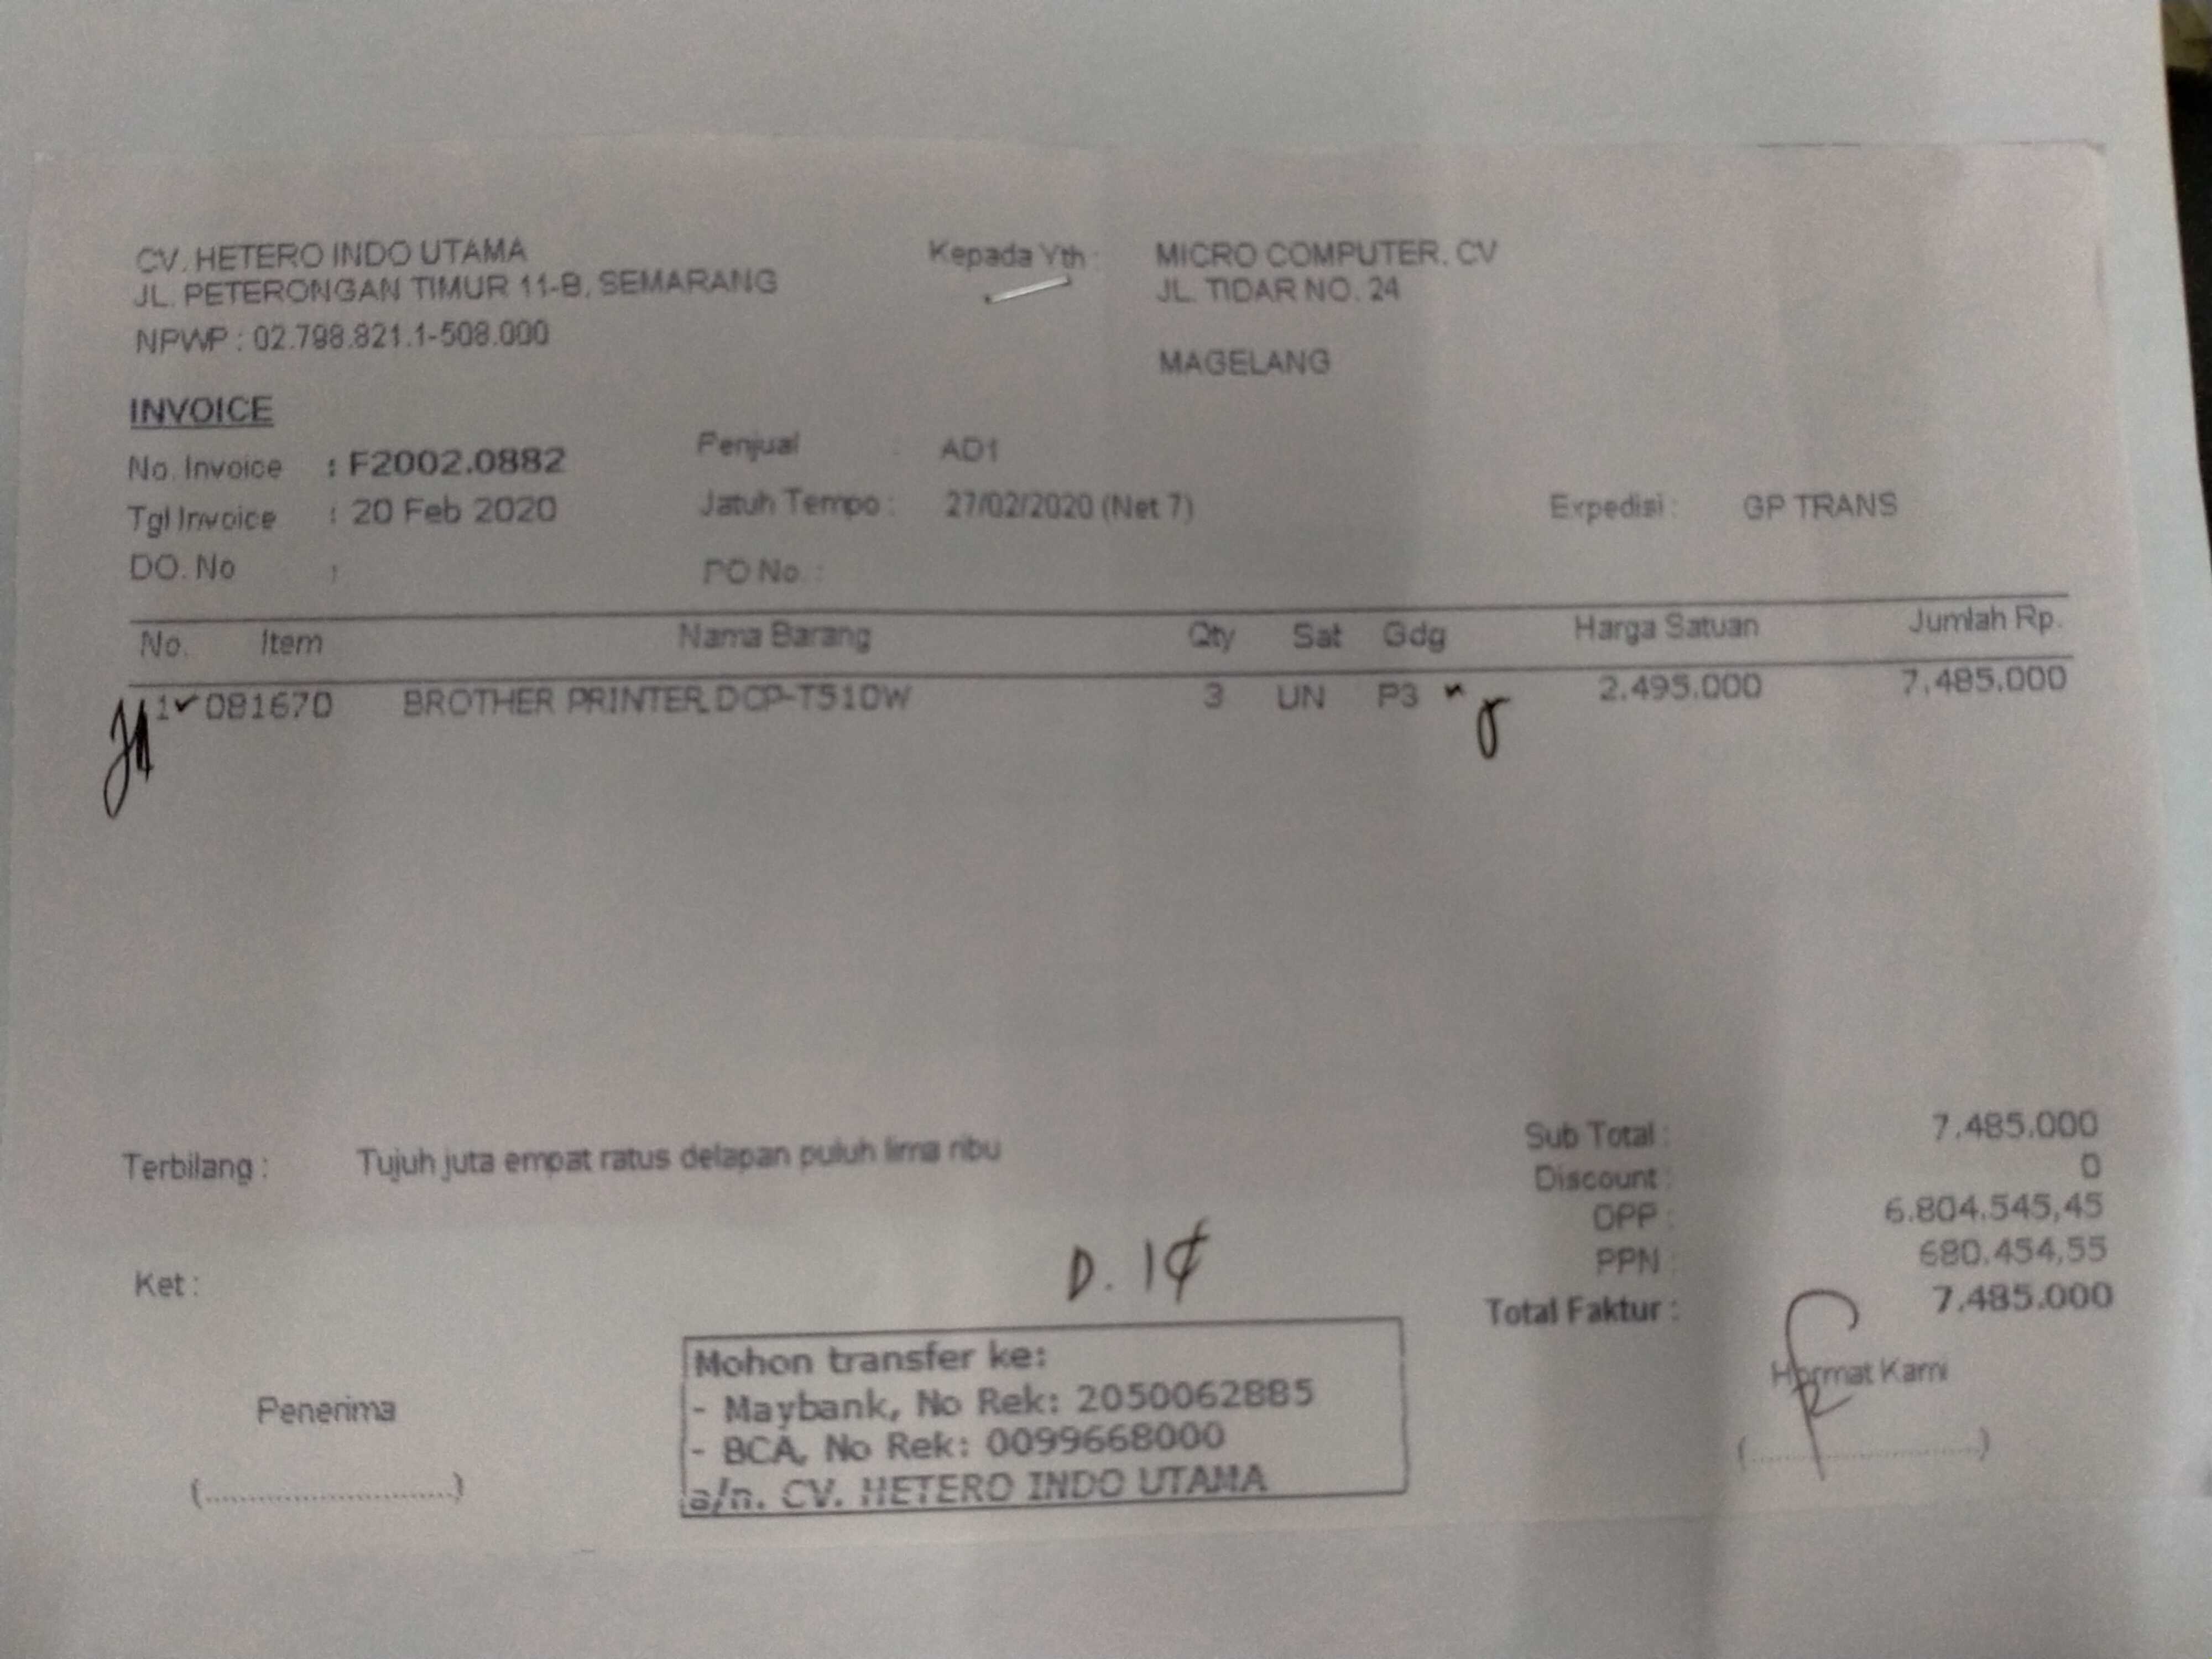 CV. HETERO INDO UTAMA
JL. PETERONGAN TIMUR 11-B, SEMARANG
NPWP : 02.798.821.1-508.000
Kepada Yth :
MICRO COMPUTER. CV
JL. TIDAR NO. 24
MAGELANG
INVOICE
No. Invoice : F2002.0882
Penjual : AD1
Tgl Invoice : 20 Feb 2020
Jatuh Tempo : 27/02/2020 (Net 7)
Expedisi : GP TRANS
DO. No :
PO No. :
No. Item Nama Barang Qty Sat Gdg Harga Satuan Jumlah Rp.
1 081670 BROTHER PRINTER DCP-T510W 3 UN P3 2.495.000 7.485.000
Terbilang : Tujuh juta empat ratus delapan puluh lima ribu
Sub Total : 7.485.000
Discount : 0
DPP : 6.804.545,45
PPN : 680.454,55
Total Faktur : 7.485.000
Ket :
Mohon transfer ke:
- Maybank, No Rek: 2050062885
- BCA, No Rek: 0099668000
a/n. CV. HETERO INDO UTAMA
Penerima
(..............................)
Hormat Kami
(..............................)